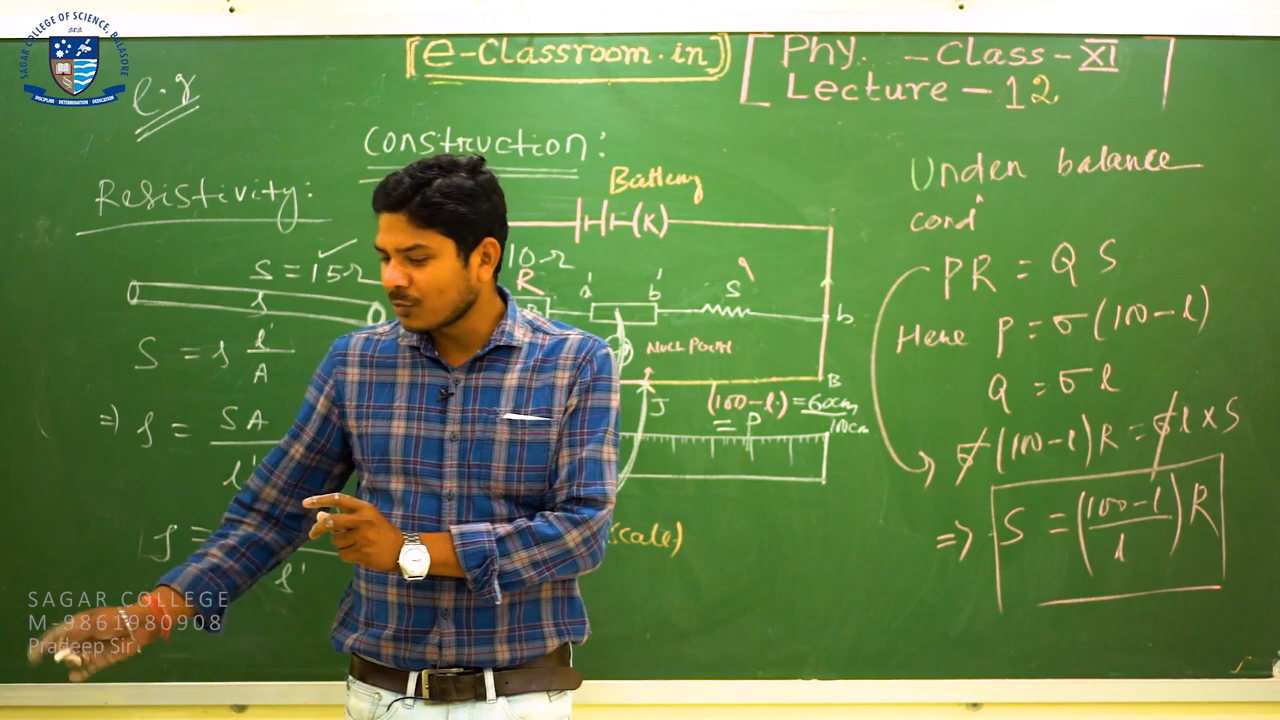 SAGAR COLLEGE OF SCIENCE, BALASORE
SCS
DISCIPLINE · DETERMINATION · DEDICATION
e.g
[e-Classroom.in]
[Phy. - Class - XI]
Lecture - 12
Construction:
Resistivity:
Battery
(K)
S = 15Ω
10Ω
R
a'
b'
S
b
B
J
S = ρ l'/A
⇒ ρ = SA/l'
ρ =
l'
NULL POINT
(100-l) = 60cm
= P
100cm
scale)
Under balance
condⁿ
PR = Q S
Here P = σ(100-l)
Q = σl
σ(100-l)R = σl×S
⇒ S = ((100-l)/l) R
SAGAR COLLEGE
M-9861980908
Pradeep Sir